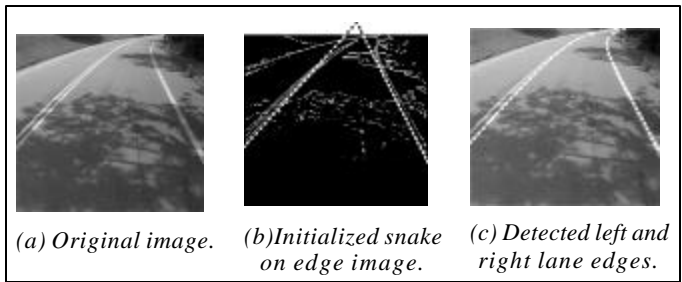 (a) Original image.
(b)Initialized snake
on edge image.
(c) Detected left and
right lane edges.